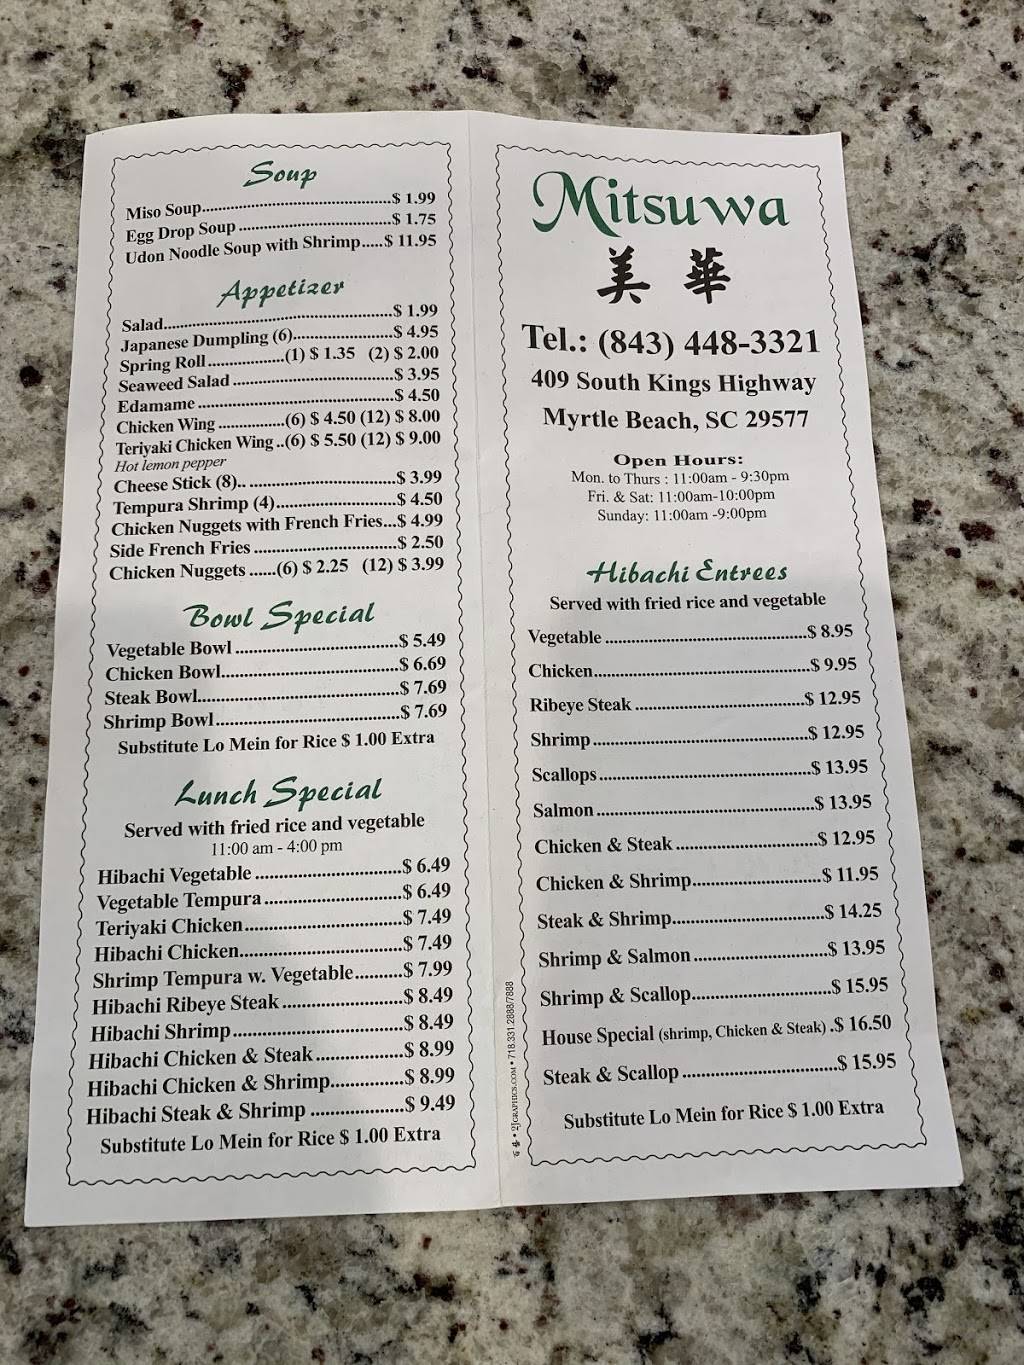 Soup
Miso Soup........$ 1.99
Egg Drop Soup ........$ 1.75
Udon Noodle Soup with Shrimp.....$ 11.95
Appetizer
Salad........$ 1.99
Japanese Dumpling (6)........$ 4.95
Spring Roll ........(1) $ 1.35 (2) $ 2.00
Seaweed Salad ........$ 3.95
Edamame ........$ 4.50
Chicken Wing ........(6) $ 4.50 (12) $ 8.00
Teriyaki Chicken Wing ..(6) $ 5.50 (12) $ 9.00
Hot lemon pepper
Cheese Stick (8).. ........$ 3.99
Tempura Shrimp (4)........$ 4.50
Chicken Nuggets with French Fries...$ 4.99
Side French Fries ........$ 2.50
Chicken Nuggets ......(6) $ 2.25 (12) $ 3.99
Bowl Special
Vegetable Bowl ........$ 5.49
Chicken Bowl........$ 6.69
Steak Bowl........$ 7.69
Shrimp Bowl........$ 7.69
Substitute Lo Mein for Rice $ 1.00 Extra
Lunch Special
Served with fried rice and vegetable
11:00 am - 4:00 pm
Hibachi Vegetable ........$ 6.49
Vegetable Tempura........$ 6.49
Teriyaki Chicken........$ 7.49
Hibachi Chicken........$ 7.49
Shrimp Tempura w. Vegetable.........$ 7.99
Hibachi Ribeye Steak ........$ 8.49
Hibachi Shrimp........$ 8.49
Hibachi Chicken & Steak........$ 8.99
Hibachi Chicken & Shrimp........$ 8.99
Hibachi Steak & Shrimp ........$ 9.49
Substitute Lo Mein for Rice $ 1.00 Extra
Mitsuwa
美華
Tel.: (843) 448-3321
409 South Kings Highway
Myrtle Beach, SC 29577
Open Hours:
Mon. to Thurs : 11:00am - 9:30pm
Fri. & Sat: 11:00am-10:00pm
Sunday: 11:00am -9:00pm
Hibachi Entrees
Served with fried rice and vegetable
Vegetable ........$ 8.95
Chicken........$ 9.95
Ribeye Steak ........$ 12.95
Shrimp........$ 12.95
Scallops........$ 13.95
Salmon ........$ 13.95
Chicken & Steak ........$ 12.95
Chicken & Shrimp........$ 11.95
Steak & Shrimp........$ 14.25
Shrimp & Salmon ........$ 13.95
Shrimp & Scallop........$ 15.95
House Special (shrimp, Chicken & Steak) .$ 16.50
Steak & Scallop ........$ 15.95
Substitute Lo Mein for Rice $ 1.00 Extra
718.331.2888/7888